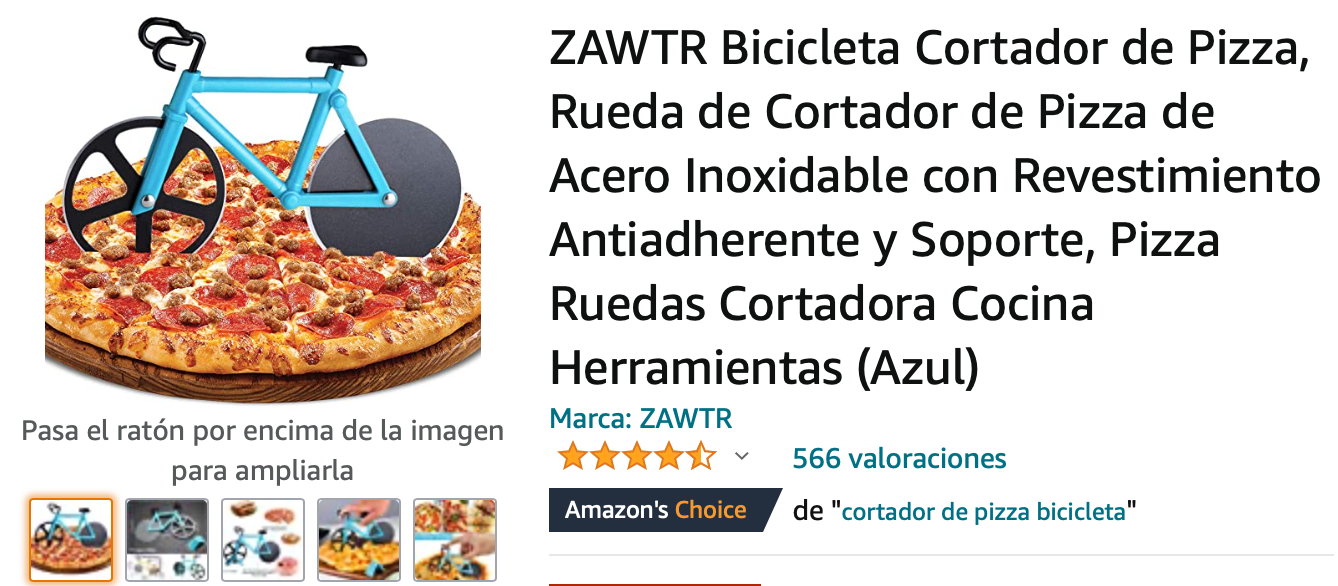 ZAWTR Bicicleta Cortador de Pizza,
Rueda de Cortador de Pizza de
Acero Inoxidable con Revestimiento
Antiadherente y Soporte, Pizza
Ruedas Cortadora Cocina
Herramientas (Azul)
Marca: ZAWTR
566 valoraciones
Amazon's Choice de "cortador de pizza bicicleta"
Pasa el ratón por encima de la imagen
para ampliarla